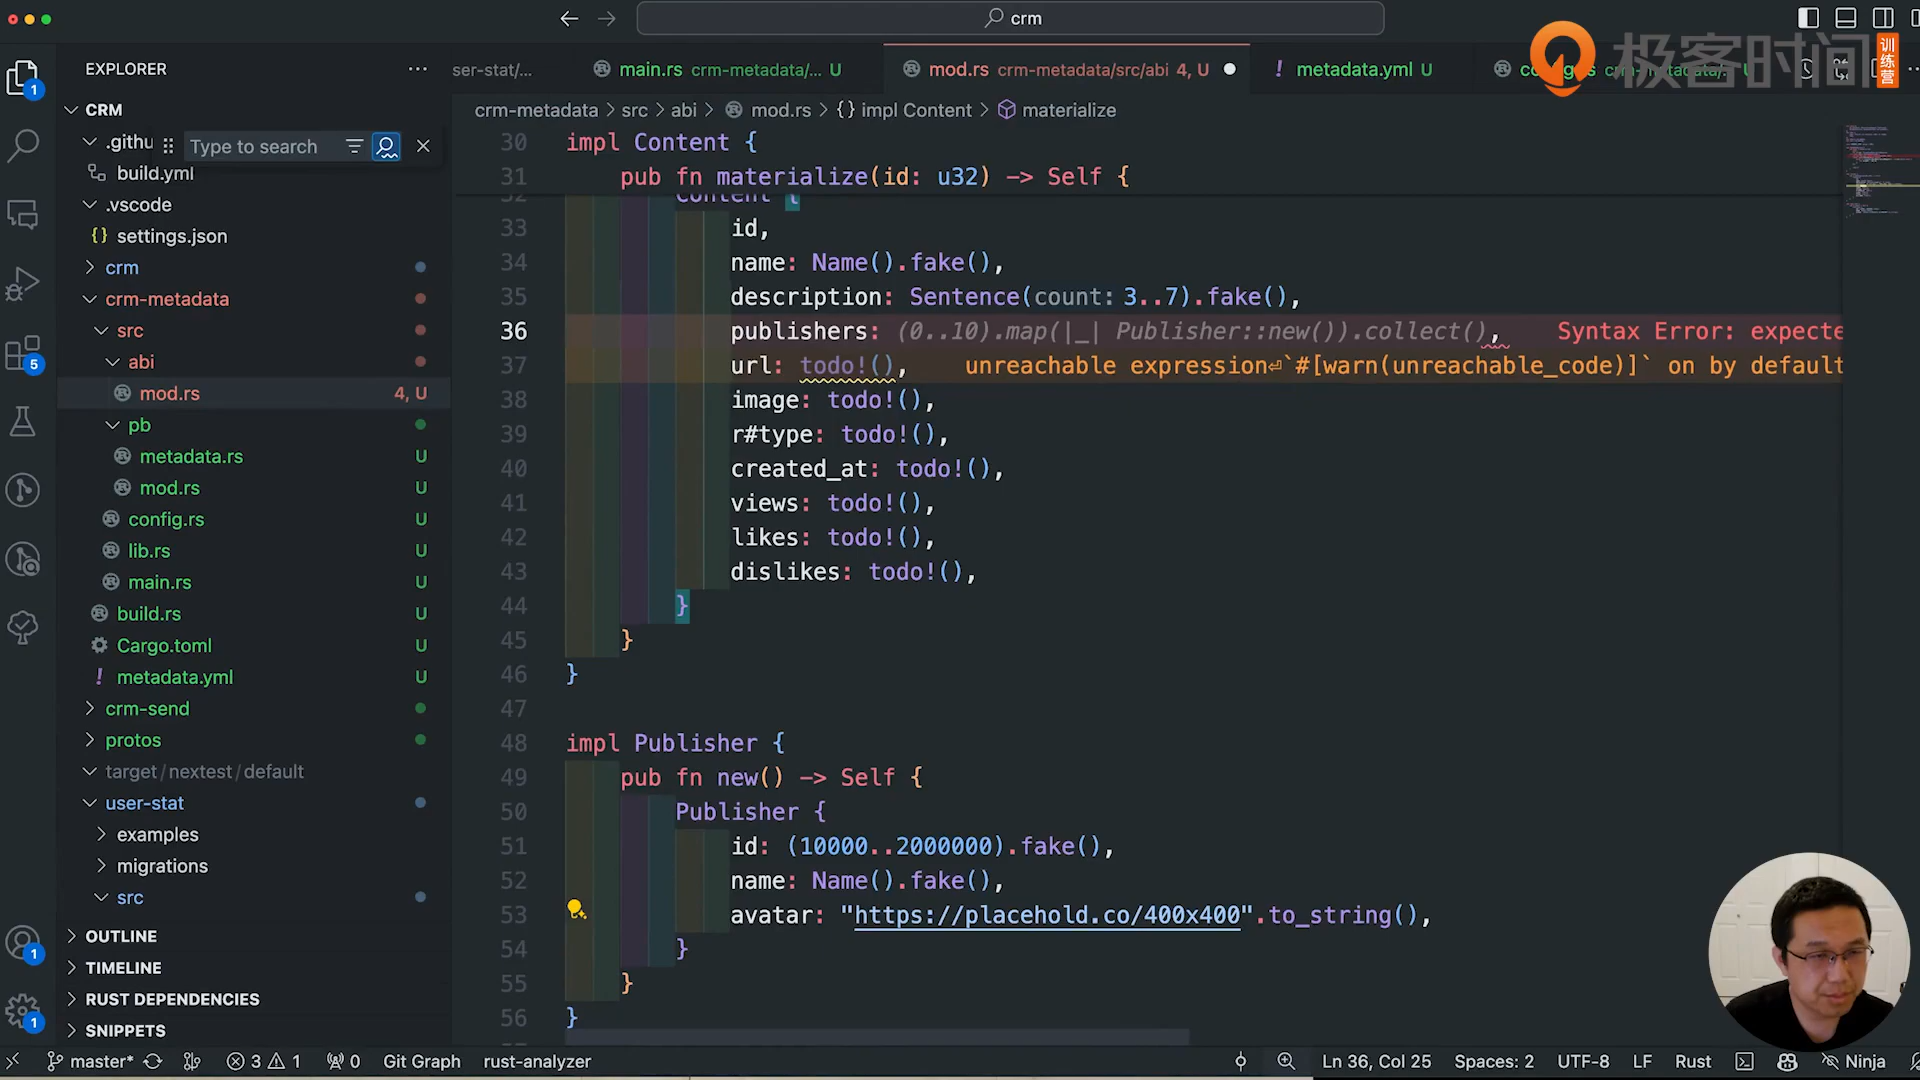 crm
极客时间 训练营
EXPLORER
ser-stat/...
main.rs crm-metadata/... U
mod.rs crm-metadata/src/abi 4, U
! metadata.yml U
CRM
crm-metadata > src > abi > mod.rs > {} impl Content > materialize
.githu
Type to search
build.yml
.vscode
{} settings.json
crm
crm-metadata
src
abi
mod.rs 4, U
pb
metadata.rs U
mod.rs U
config.rs U
lib.rs U
main.rs U
build.rs U
Cargo.toml U
! metadata.yml U
crm-send
protos
target/nextest/default
user-stat
examples
migrations
src
OUTLINE
TIMELINE
RUST DEPENDENCIES
SNIPPETS
1
5
1
1
30 impl Content {
31 pub fn materialize(id: u32) -> Self {
32 Content {
33 id,
34 name: Name().fake(),
35 description: Sentence(count: 3..7).fake(),
36 publishers: (0..10).map(|_| Publisher::new()).collect(), Syntax Error: expecte
37 url: todo!(), unreachable expression⏎`#[warn(unreachable_code)]` on by default
38 image: todo!(),
39 r#type: todo!(),
40 created_at: todo!(),
41 views: todo!(),
42 likes: todo!(),
43 dislikes: todo!(),
44 }
45 }
46 }
47
48 impl Publisher {
49 pub fn new() -> Self {
50 Publisher {
51 id: (10000..2000000).fake(),
52 name: Name().fake(),
53 avatar: "https://placehold.co/400x400".to_string(),
54 }
55 }
56 }
master* 3 1 0 Git Graph rust-analyzer Ln 36, Col 25 Spaces: 2 UTF-8 LF Rust Ninja